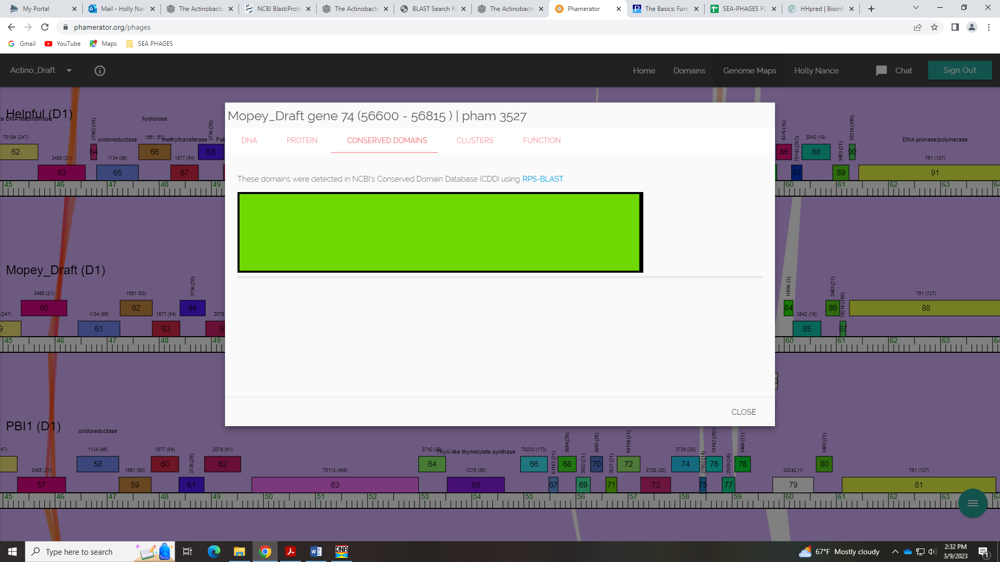 My Portal
Mail - Holly Nan
The Actinobacte
NCBI Blast:Prote
The Actinobacte
BLAST Search Re
The Actinobacte
Phamerator
The Basics: Func
SEA-PHAGES FU
HHpred | Bioinfo
phamerator.org/phages
Gmail
YouTube
Maps
SEA PHAGES
Actino_Draft
Home
Domains
Genome Maps
Holly Nance
Chat
Sign Out
Helpful (D1)
hydrolase
oxidoreductase
methyltransferase
DNA primase/polymerase
70184 (247)
27902 (10)
1661 (63)
3736 (20)
4376 (16)
70142 (352)
3842 (19)
3403 (21)
70216 (199)
62
64
66
68
86
88
90
3485 (21)
1134 (96)
1877 (54)
761 (137)
63
65
67
87
89
91
45 46 47 48 49 60 61 62 63 64
Mopey_Draft gene 74 (56600 - 56815 ) | pham 3527
DNA
PROTEIN
CONSERVED DOMAINS
CLUSTERS
FUNCTION
These domains were detected in NCBI's Conserved Domain Database (CDD) using RPS-BLAST.
CLOSE
Mopey_Draft (D1)
3485 (21)
1661 (63)
3736 (20)
11896 (3)
3403 (21)
761 (137)
60
62
64
84
86
88
247)
1134 (96)
1877 (54)
2078
3842 (19)
70216 (199)
61
63
85
87
45 46 47 48 49 60 61 62 63 64
PBI1 (D1)
oxidoreductase
ThyX-like thymidylate synthase
47)
1134 (96)
1877 (54)
2078 (51)
3742 (20)
70233 (173)
3694 (20)
3695 (20)
69158 (21)
3735 (20)
70162 (282)
3466 (21)
3403 (21)
58
60
62
64
66
68
70
72
74
76
78
80
3485 (21)
1661 (63)
3736 (20)
70113 (458)
1275 (85)
61163 (21)
3552 (21)
3527 (21)
3726 (20)
27852 (14)
2559 (34)
30242 (1)
761 (137)
57
59
61
63
65
67
69
71
73
75
77
79
81
45 46 47 48 49 50 51 52 53 54 55 56 57 58 59 60 61 62 63 64
Type here to search
DNA
67°F Mostly cloudy
2:32 PM
3/9/2023
1